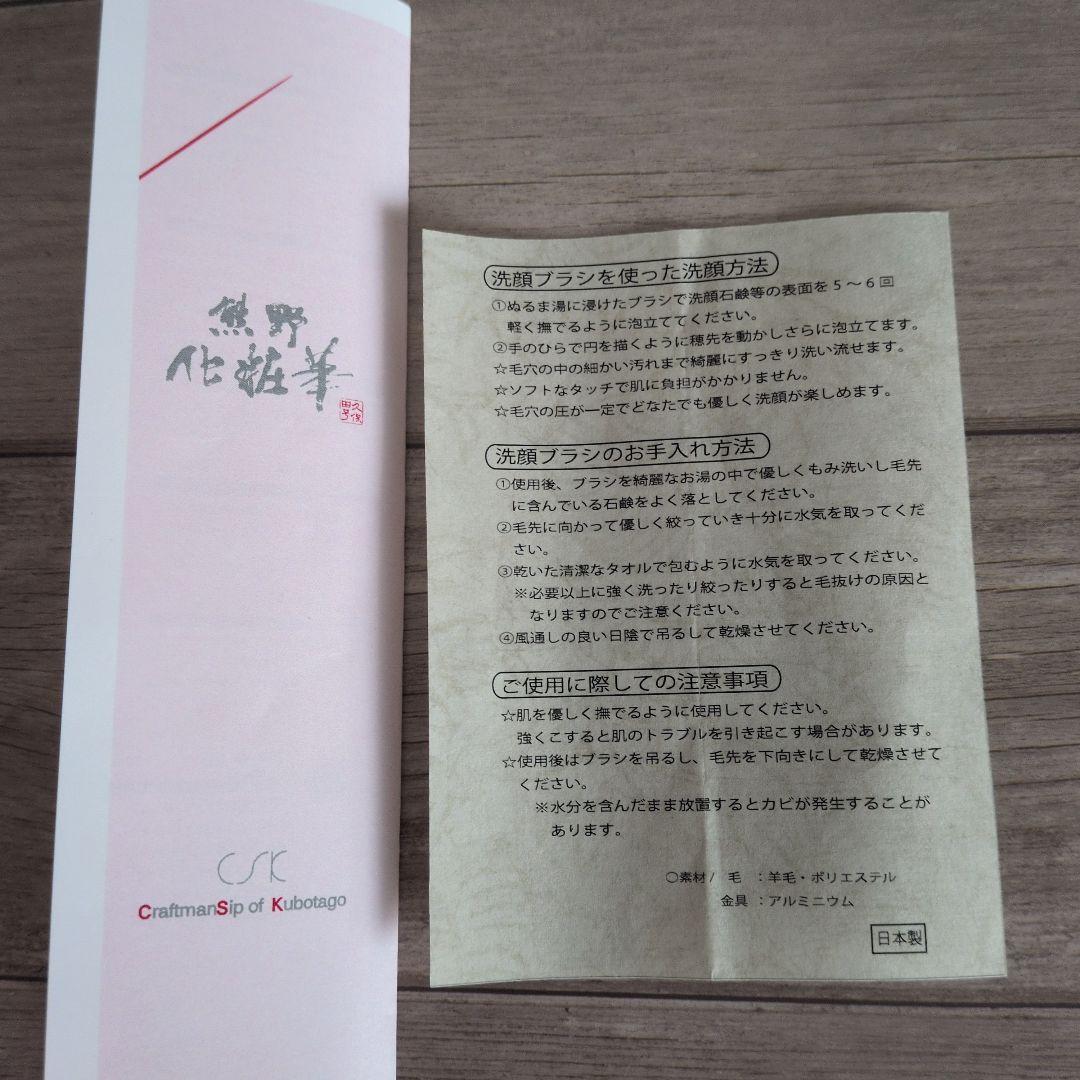 熊野
化粧筆
久保
田号
CSK
CraftmanSip of Kubotago
洗顔ブラシを使った洗顔方法
①ぬるま湯に浸けたブラシで洗顔石鹸等の表面を5～6回
軽く撫でるように泡立ててください。
②手のひらで円を描くように穂先を動かしさらに泡立てます。
☆毛穴の中の細かい汚れまで綺麗にすっきり洗い流せます。
☆ソフトなタッチで肌に負担がかかりません。
☆毛穴の圧が一定でどなたでも優しく洗顔が楽しめます。
洗顔ブラシのお手入れ方法
①使用後、ブラシを綺麗なお湯の中で優しくもみ洗いし毛先
に含んでいる石鹸をよく落としてください。
②毛先に向かって優しく絞っていき十分に水気を取ってくだ
さい。
③乾いた清潔なタオルで包むように水気を取ってください。
※必要以上に強く洗ったり絞ったりすると毛抜けの原因と
なりますのでご注意ください。
④風通しの良い日陰で吊るして乾燥させてください。
ご使用に際しての注意事項
☆肌を優しく撫でるように使用してください。
強くこすると肌のトラブルを引き起こす場合があります。
☆使用後はブラシを吊るし、毛先を下向きにして乾燥させて
ください。
※水分を含んだまま放置するとカビが発生することが
あります。
○素材/ 毛 ：羊毛・ポリエステル
金具 ：アルミニウム
日本製